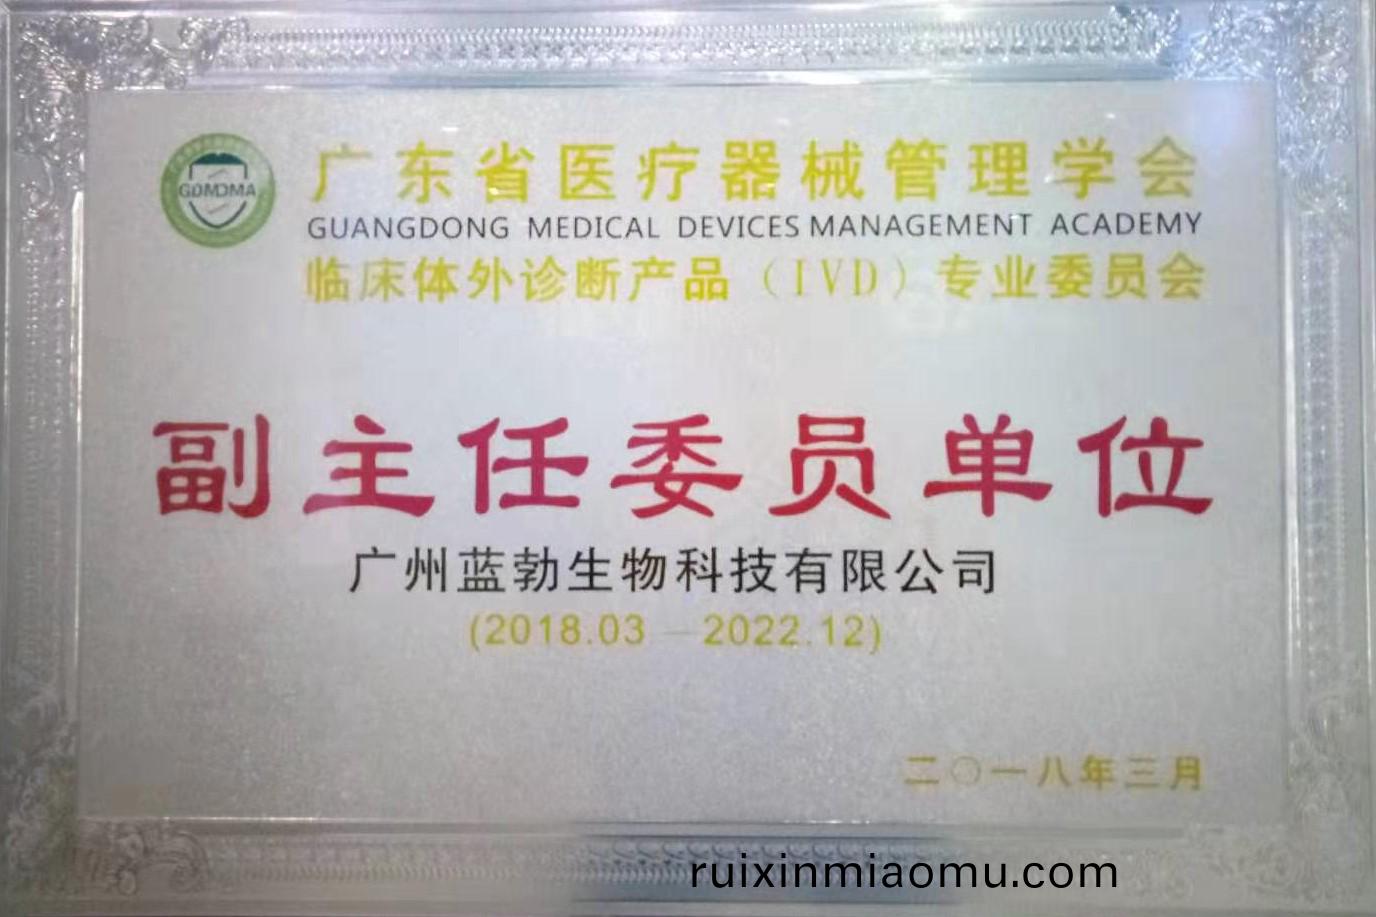 GDMDMA
广东省医疗器械管理学会
GUANGDONG MEDICAL DEVICES MANAGEMENT ACADEMY
临床体外诊断产品（IVD）专业委员会
副主任委员单位
广州蓝勃生物科技有限公司
(2018.03 — 2022.12)
二〇一八年三月
ruixinmiaomu.com